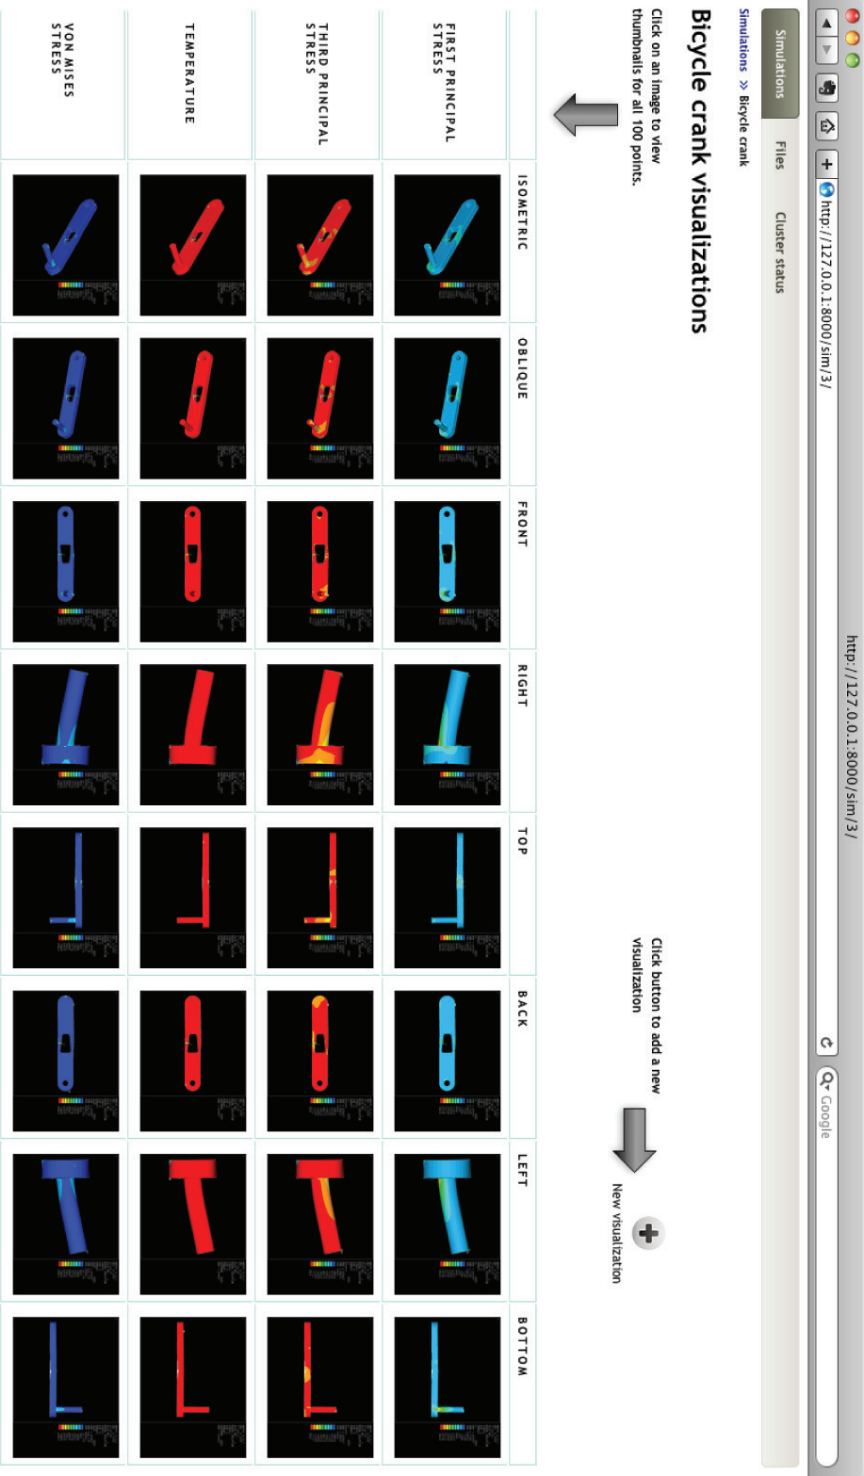 http://127.0.0.1:8000/sim/3/
http://127.0.0.1:8000/sim/3/
Google
Simulations
Files
Cluster status
Simulations >> Bicycle crank
Bicycle crank visualizations
Click on an image to view
thumbnails for all 100 points.
Click button to add a new
visualization
New visualization
ISOMETRIC
OBLIQUE
FRONT
RIGHT
TOP
BACK
LEFT
BOTTOM
FIRST PRINCIPAL
STRESS
THIRD PRINCIPAL
STRESS
TEMPERATURE
VON MISES
STRESS